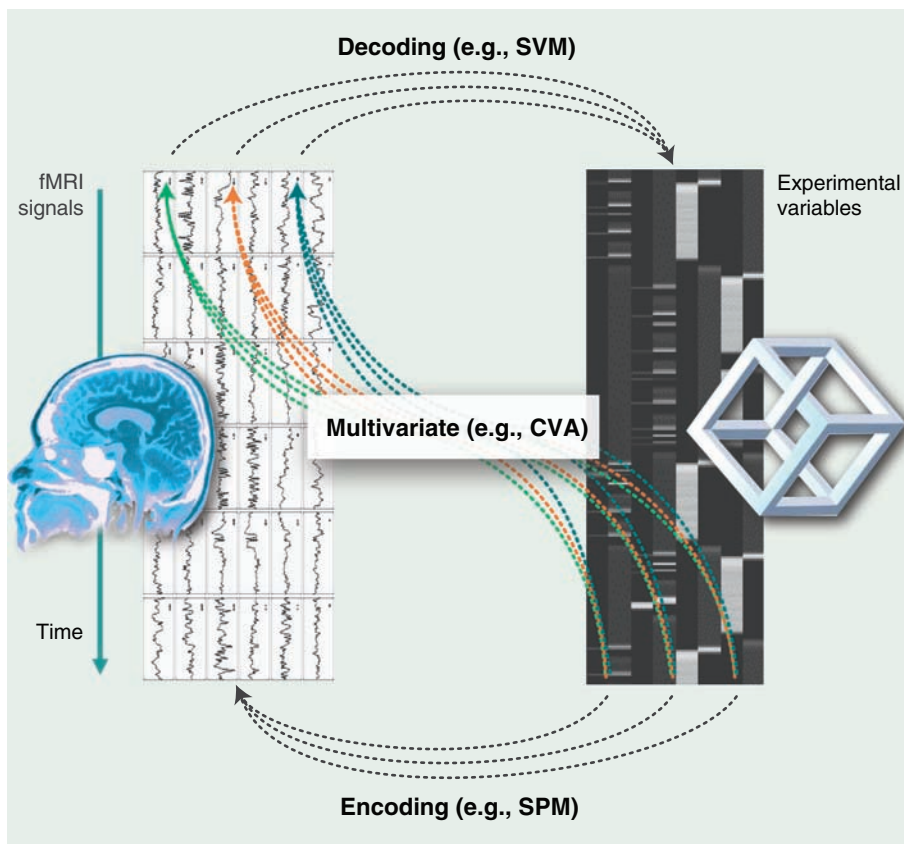 Decoding (e.g., SVM)
fMRI
signals
Experimental
variables
Multivariate (e.g., CVA)
Time
Encoding (e.g., SPM)